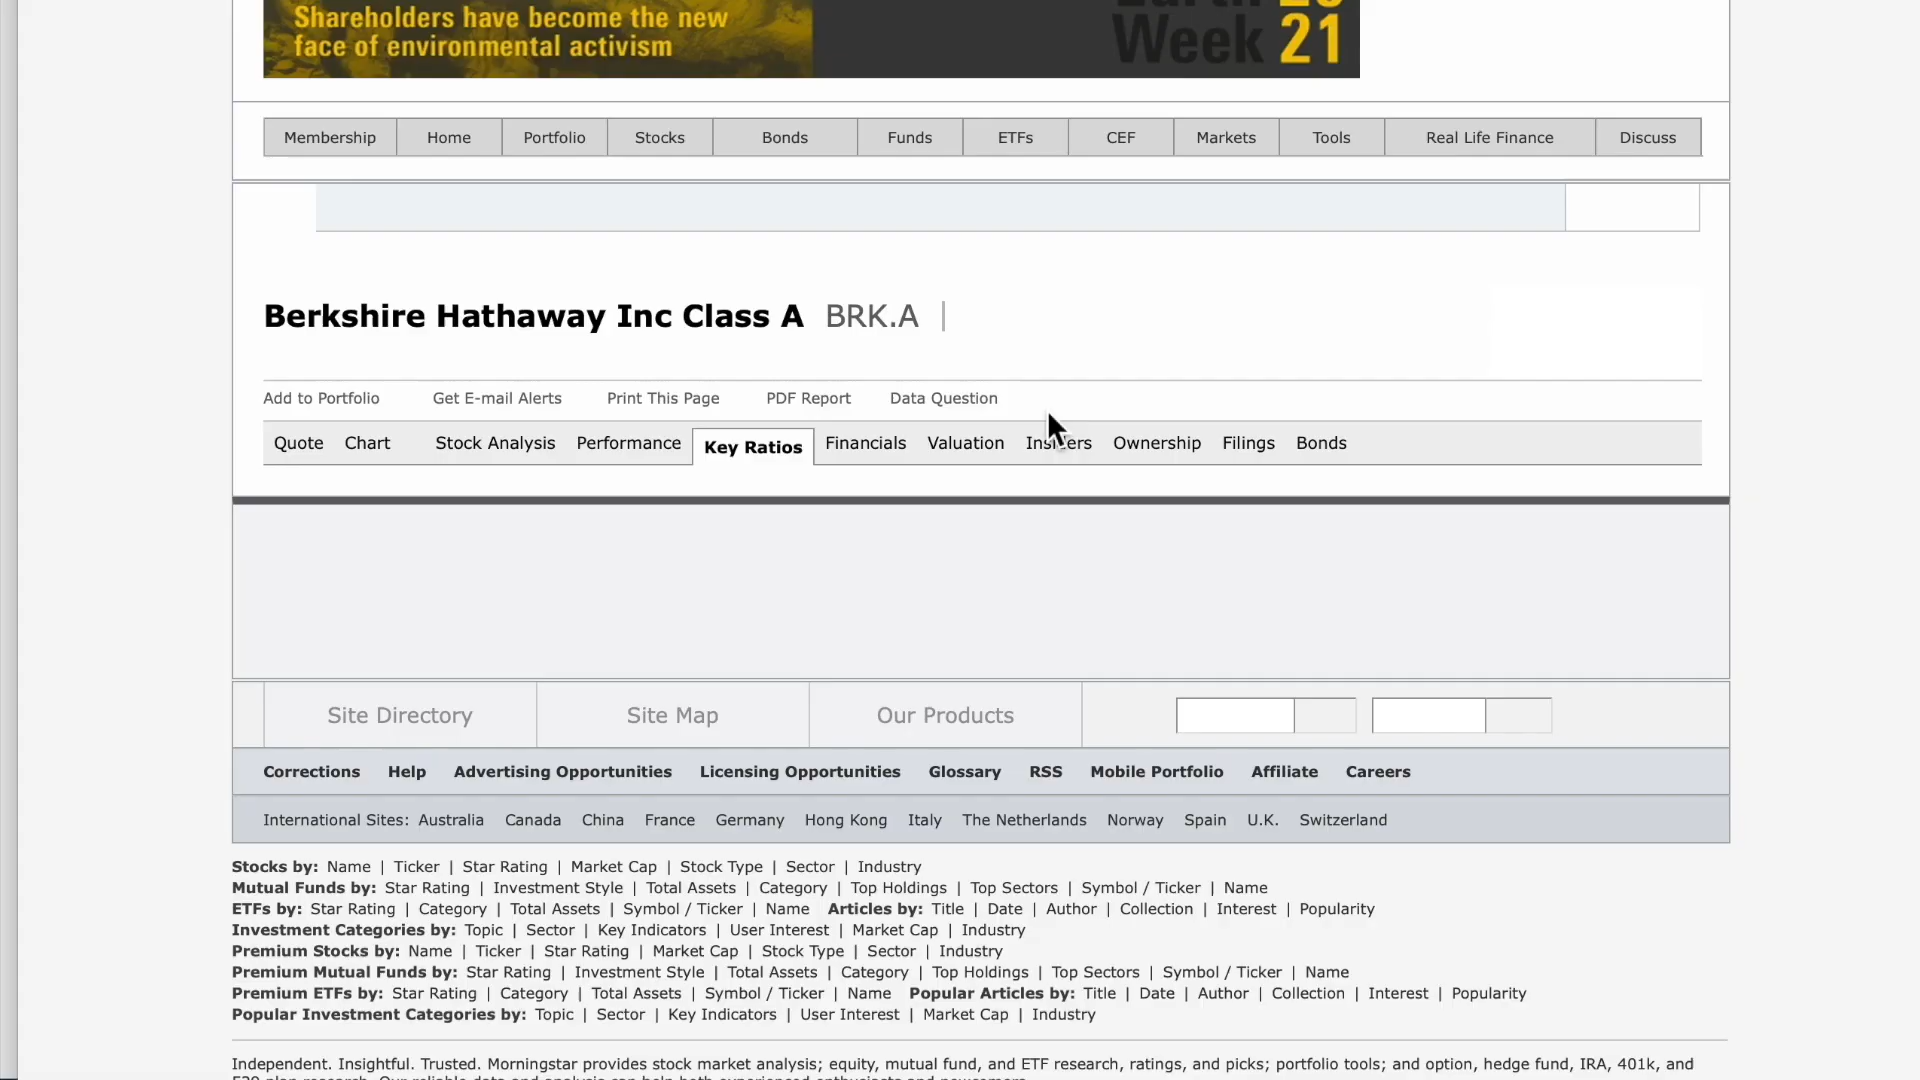 Shareholders have become the new
face of environmental activism
Week 21
Membership Home Portfolio Stocks Bonds Funds ETFs CEF Markets Tools Real Life Finance Discuss
Berkshire Hathaway Inc Class A BRK.A |
Add to Portfolio Get E-mail Alerts Print This Page PDF Report Data Question
Quote Chart Stock Analysis Performance Key Ratios Financials Valuation Insiders Ownership Filings Bonds
Site Directory Site Map Our Products
Corrections Help Advertising Opportunities Licensing Opportunities Glossary RSS Mobile Portfolio Affiliate Careers
International Sites: Australia Canada China France Germany Hong Kong Italy The Netherlands Norway Spain U.K. Switzerland
Stocks by: Name | Ticker | Star Rating | Market Cap | Stock Type | Sector | Industry
Mutual Funds by: Star Rating | Investment Style | Total Assets | Category | Top Holdings | Top Sectors | Symbol / Ticker | Name
ETFs by: Star Rating | Category | Total Assets | Symbol / Ticker | Name Articles by: Title | Date | Author | Collection | Interest | Popularity
Investment Categories by: Topic | Sector | Key Indicators | User Interest | Market Cap | Industry
Premium Stocks by: Name | Ticker | Star Rating | Market Cap | Stock Type | Sector | Industry
Premium Mutual Funds by: Star Rating | Investment Style | Total Assets | Category | Top Holdings | Top Sectors | Symbol / Ticker | Name
Premium ETFs by: Star Rating | Category | Total Assets | Symbol / Ticker | Name Popular Articles by: Title | Date | Author | Collection | Interest | Popularity
Popular Investment Categories by: Topic | Sector | Key Indicators | User Interest | Market Cap | Industry
Independent. Insightful. Trusted. Morningstar provides stock market analysis; equity, mutual fund, and ETF research, ratings, and picks; portfolio tools; and option, hedge fund, IRA, 401k, and